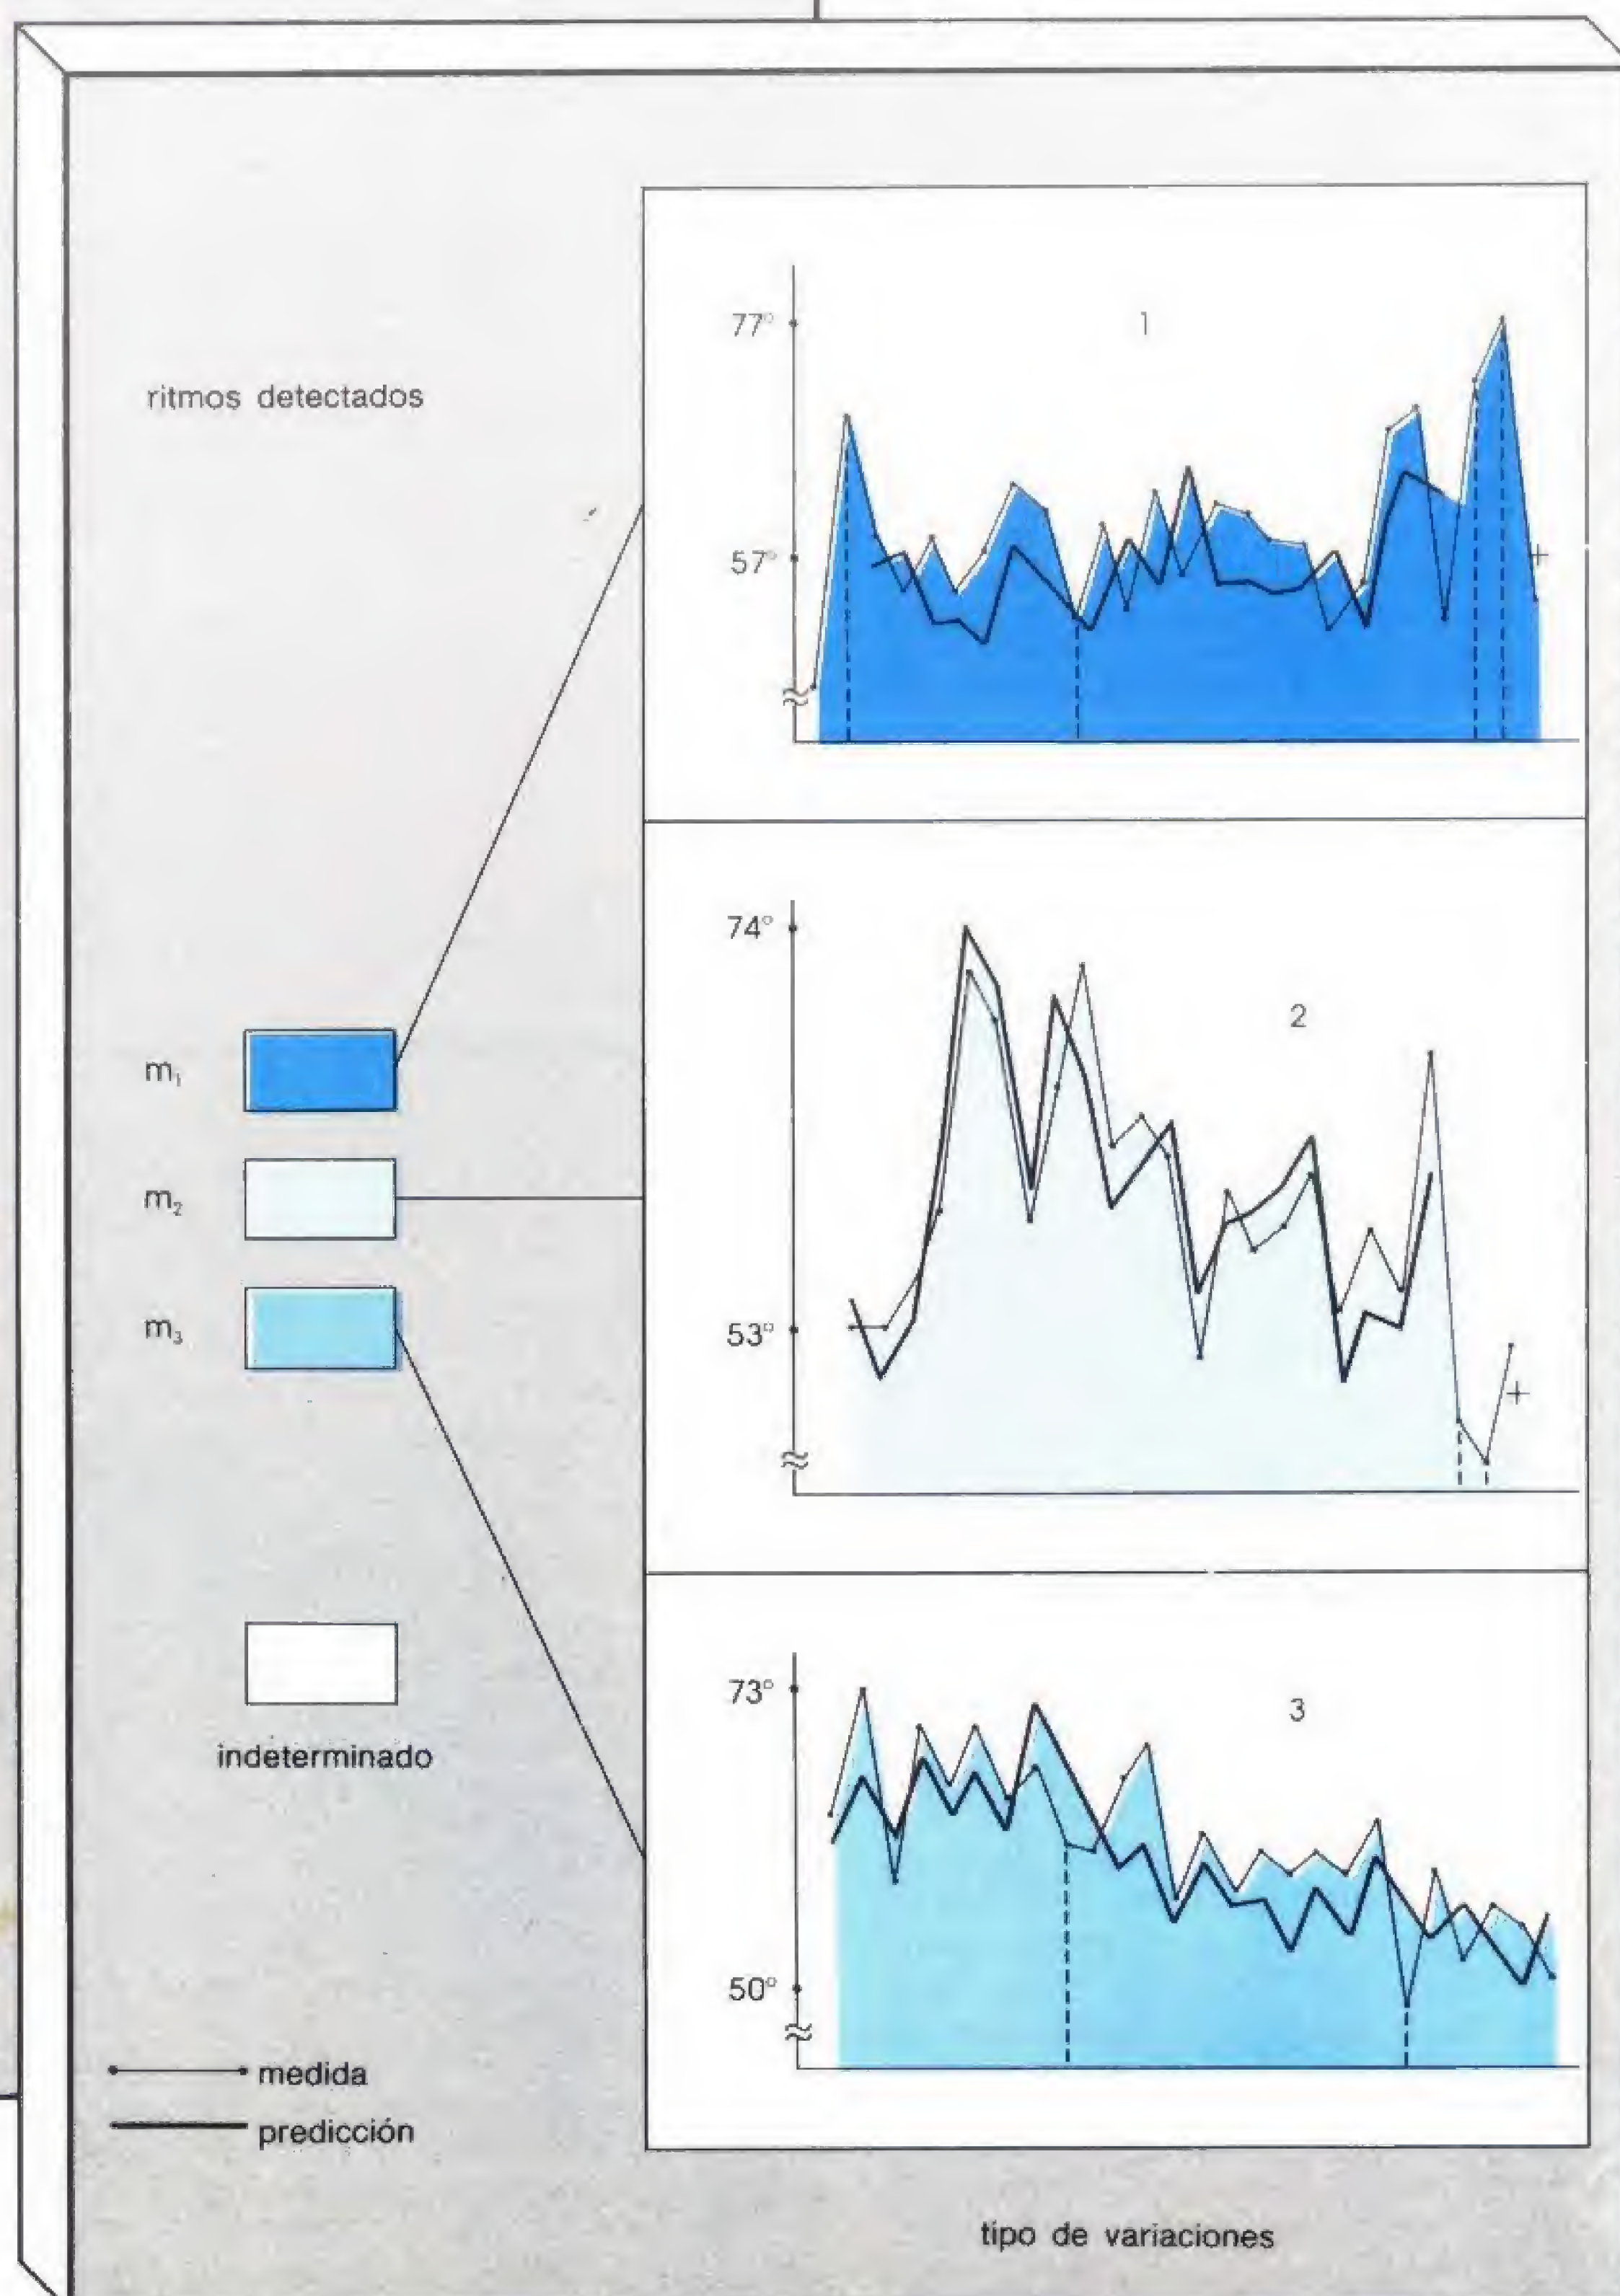 ritmos detectados
77°
1
57°
m₁
m₂
m₃
74°
2
53°
indeterminado
73°
3
50°
medida
predicción
tipo de variaciones